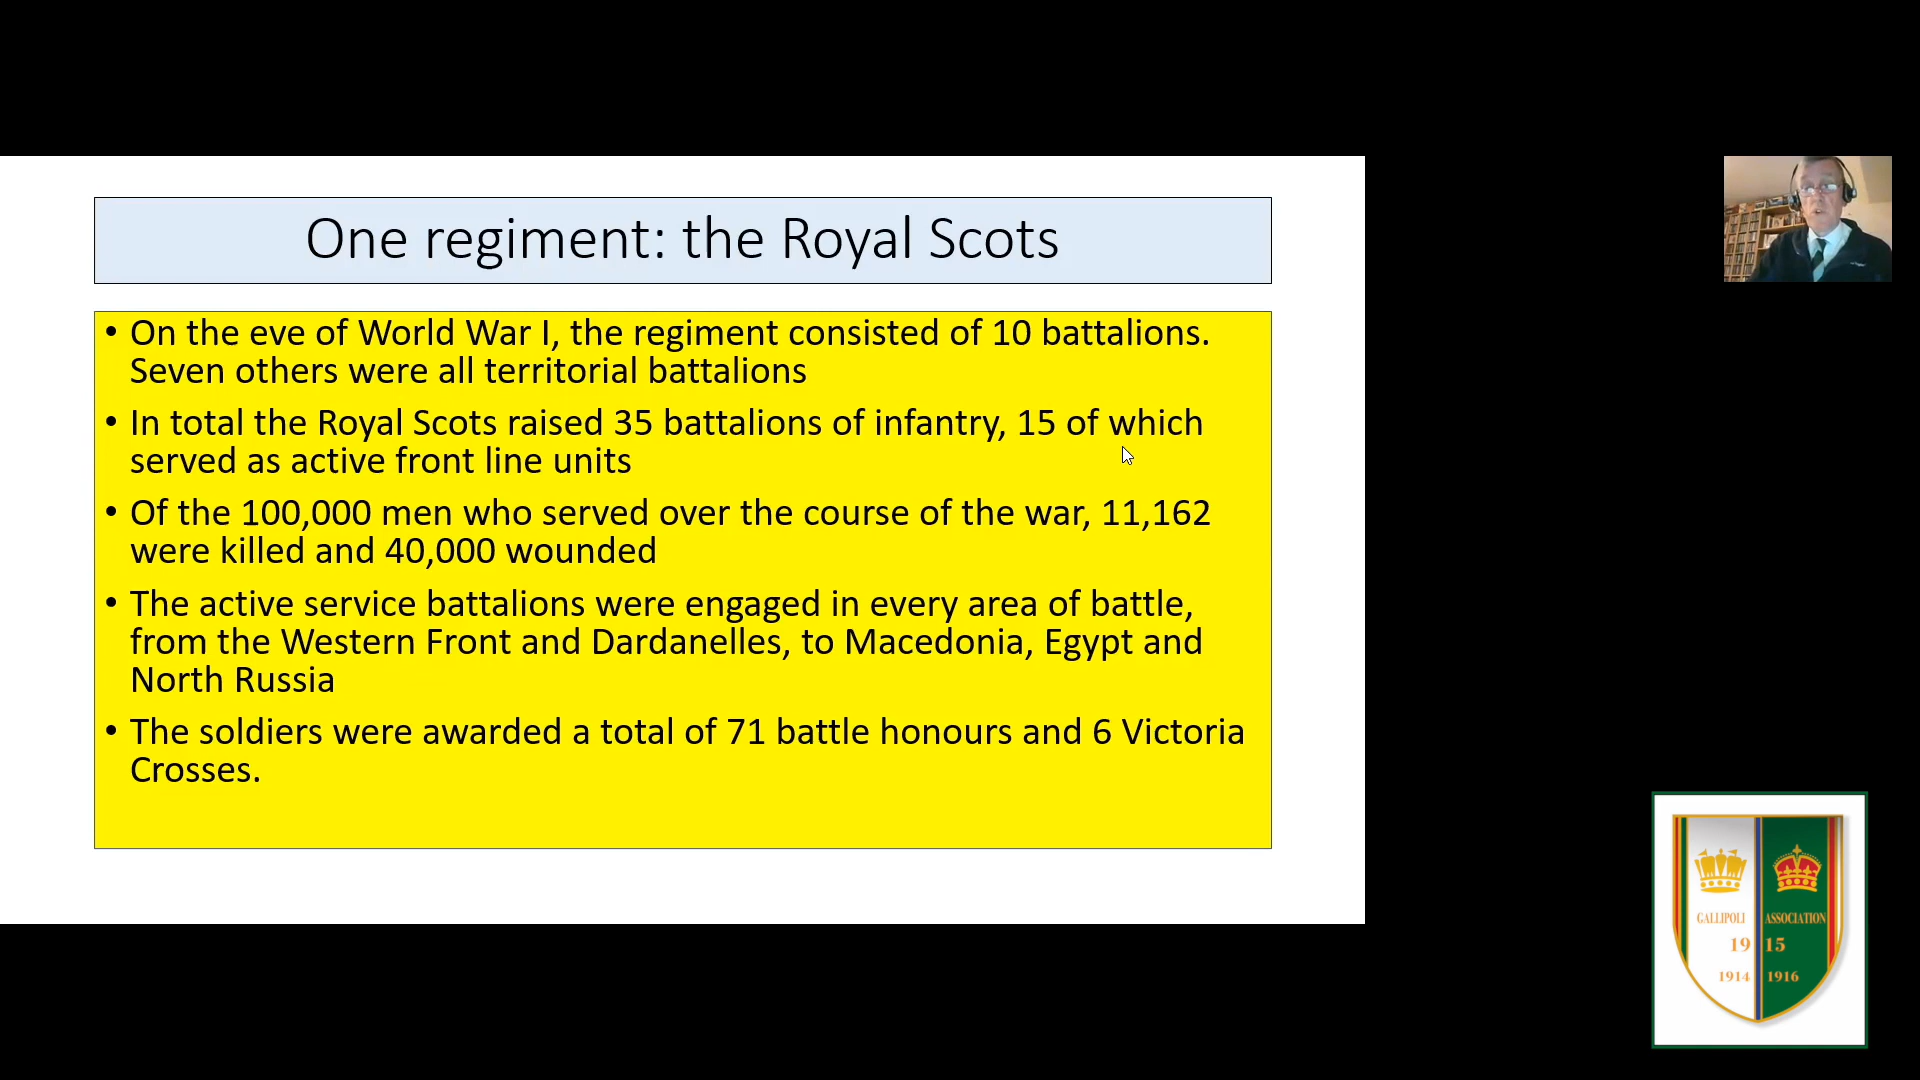 One regiment: the Royal Scots
• On the eve of World War I, the regiment consisted of 10 battalions.
Seven others were all territorial battalions
• In total the Royal Scots raised 35 battalions of infantry, 15 of which
served as active front line units
• Of the 100,000 men who served over the course of the war, 11,162
were killed and 40,000 wounded
• The active service battalions were engaged in every area of battle,
from the Western Front and Dardanelles, to Macedonia, Egypt and
North Russia
• The soldiers were awarded a total of 71 battle honours and 6 Victoria
Crosses.
GALLIPOLI ASSOCIATION
19 15
1914 1916